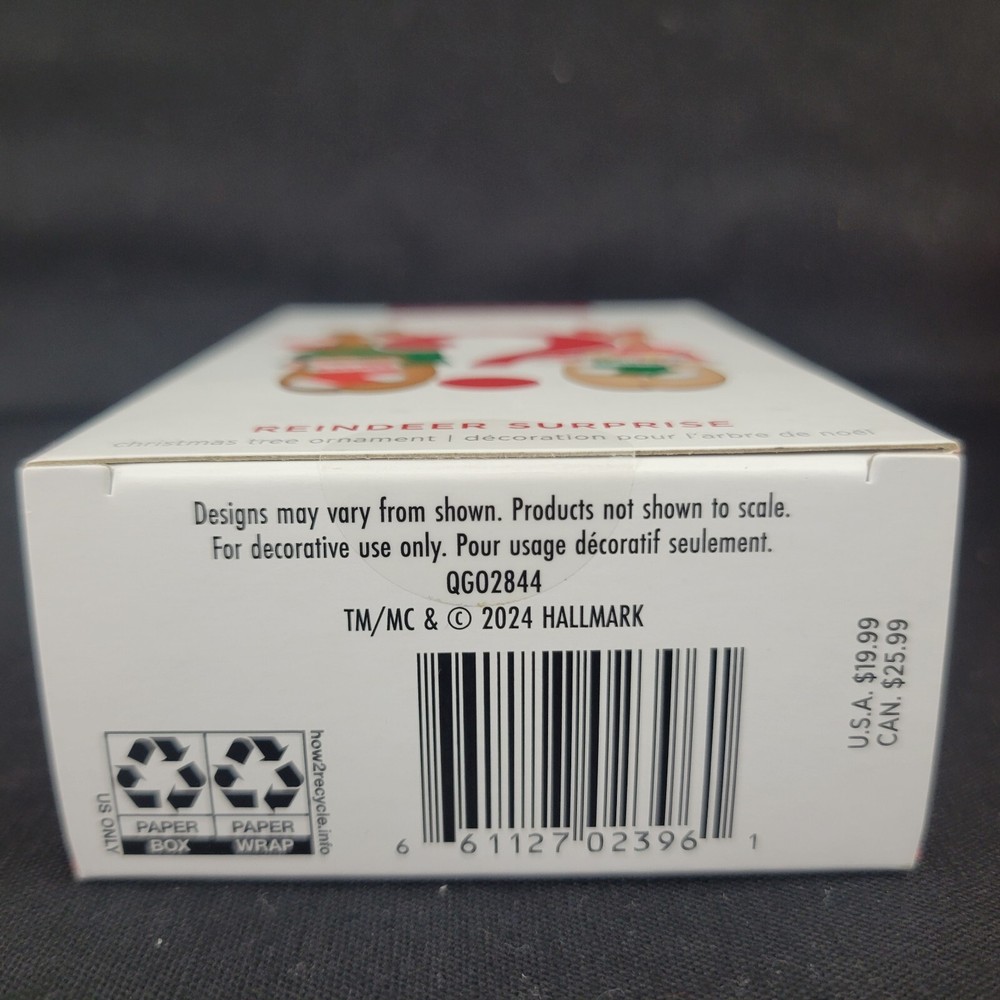 REINDEER SURPRISE
christmas tree ornament | décoration pour l'arbre de noël
Designs may vary from shown. Products not shown to scale.
For decorative use only. Pour usage décoratif seulement.
QGO2844
TM/MC & © 2024 HALLMARK
U.S.A. $19.99
CAN. $25.99
how2recycle.info
US ONLY
PAPER PAPER
BOX WRAP
6 61127 02396 1